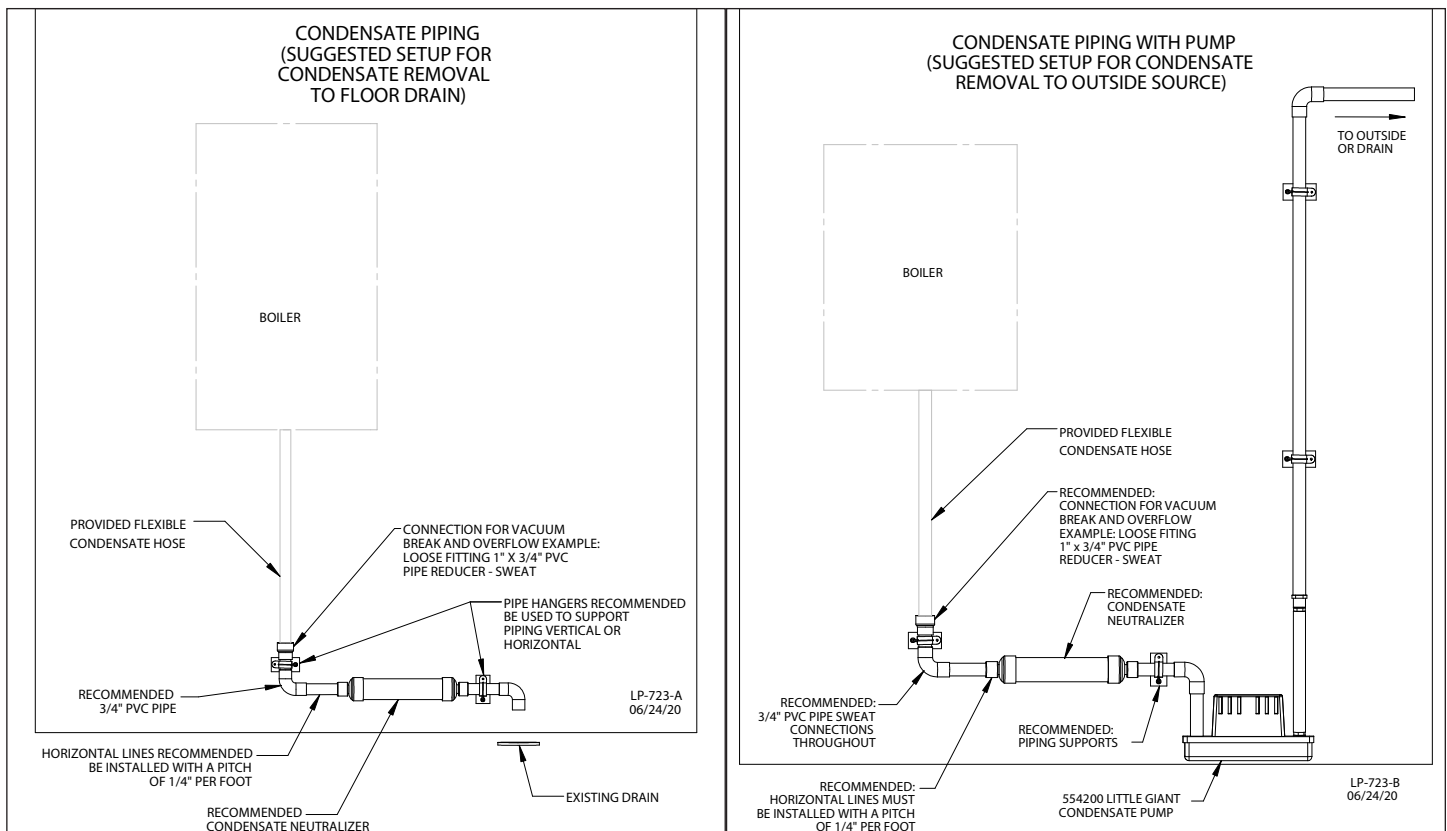 CONDENSATE PIPING
(SUGGESTED SETUP FOR
CONDENSATE REMOVAL
TO FLOOR DRAIN)
BOILER
PROVIDED FLEXIBLE
CONDENSATE HOSE
CONNECTION FOR VACUUM
BREAK AND OVERFLOW EXAMPLE:
LOOSE FITTING 1" X 3/4" PVC
PIPE REDUCER - SWEAT
PIPE HANGERS RECOMMENDED
BE USED TO SUPPORT
PIPING VERTICAL OR
HORIZONTAL
RECOMMENDED
3/4" PVC PIPE
LP-723-A
06/24/20
HORIZONTAL LINES RECOMMENDED
BE INSTALLED WITH A PITCH
OF 1/4" PER FOOT
EXISTING DRAIN
RECOMMENDED
CONDENSATE NEUTRALIZER
CONDENSATE PIPING WITH PUMP
(SUGGESTED SETUP FOR CONDENSATE
REMOVAL TO OUTSIDE SOURCE)
TO OUTSIDE
OR DRAIN
BOILER
PROVIDED FLEXIBLE
CONDENSATE HOSE
RECOMMENDED:
CONNECTION FOR VACUUM
BREAK AND OVERFLOW
EXAMPLE: LOOSE FITING
1" x 3/4" PVC PIPE
REDUCER - SWEAT
RECOMMENDED:
CONDENSATE
NEUTRALIZER
RECOMMENDED:
3/4" PVC PIPE SWEAT
CONNECTIONS
THROUGHOUT
RECOMMENDED:
PIPING SUPPORTS
RECOMMENDED:
HORIZONTAL LINES MUST
BE INSTALLED WITH A PITCH
OF 1/4" PER FOOT
554200 LITTLE GIANT
CONDENSATE PUMP
LP-723-B
06/24/20